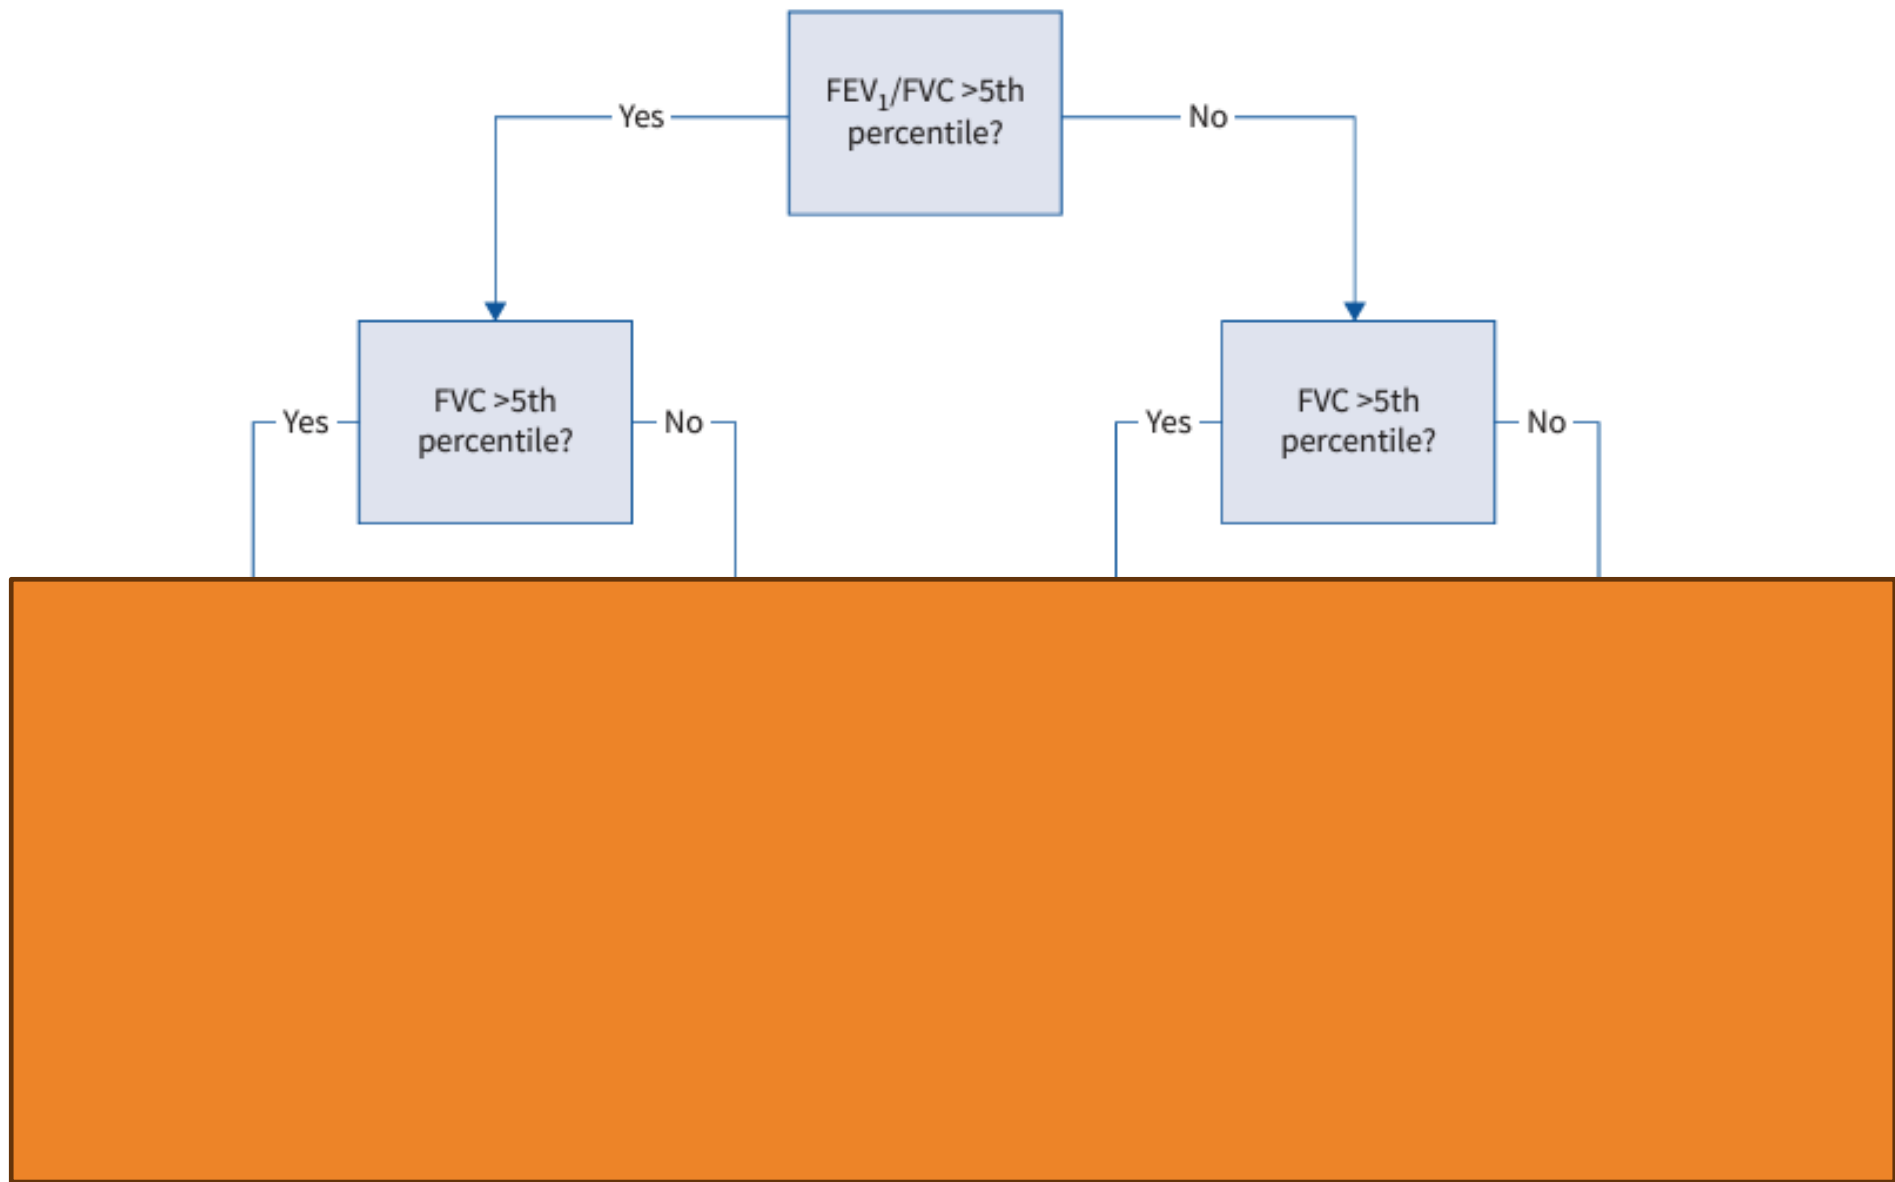 FEV₁/FVC >5th
percentile?
Yes
No
FVC >5th
percentile?
Yes
No
FVC >5th
percentile?
Yes
No